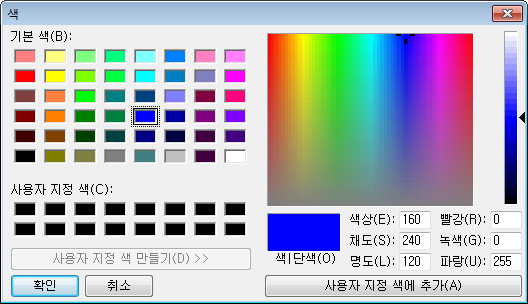 색
기본 색(B):
사용자 지정 색(C):
사용자 지정 색 만들기(D) >>
확인
취소
색|단색(O)
색상(E): 160
채도(S): 240
명도(L): 120
빨강(R): 0
녹색(G): 0
파랑(U): 255
사용자 지정 색에 추가(A)